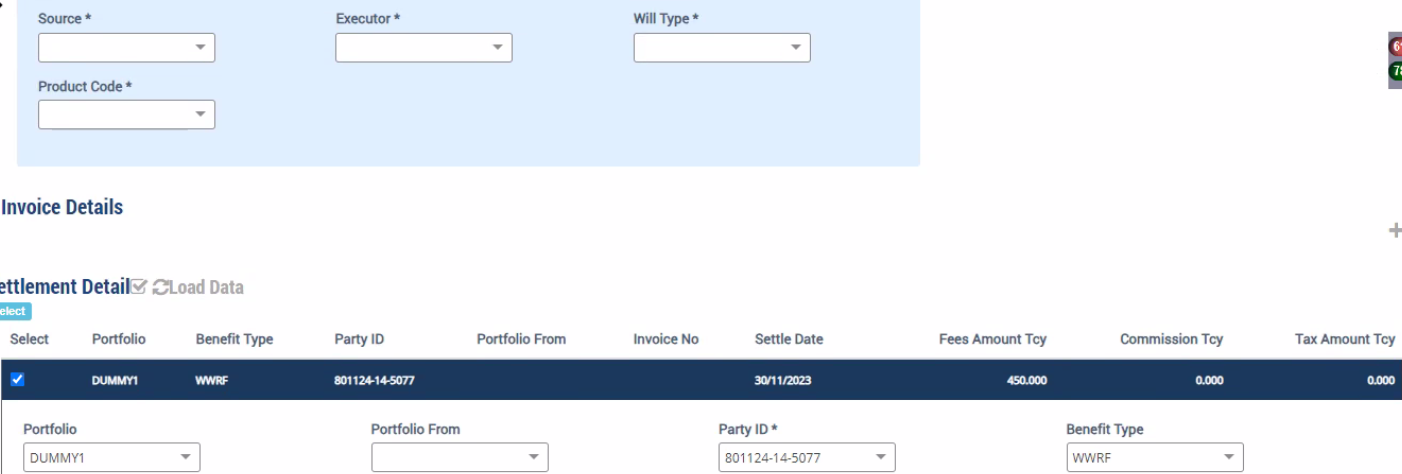 Source * Executor * Will Type *
Product Code *
Invoice Details
ettlement Detail Load Data
elect
Select Portfolio Benefit Type Party ID Portfolio From Invoice No Settle Date Fees Amount Tcy Commission Tcy Tax Amount Tcy
DUMMY1 WWRF 801124-14-5077 30/11/2023 450.000 0.000 0.000
Portfolio Portfolio From Party ID * Benefit Type
DUMMY1 801124-14-5077 WWRF